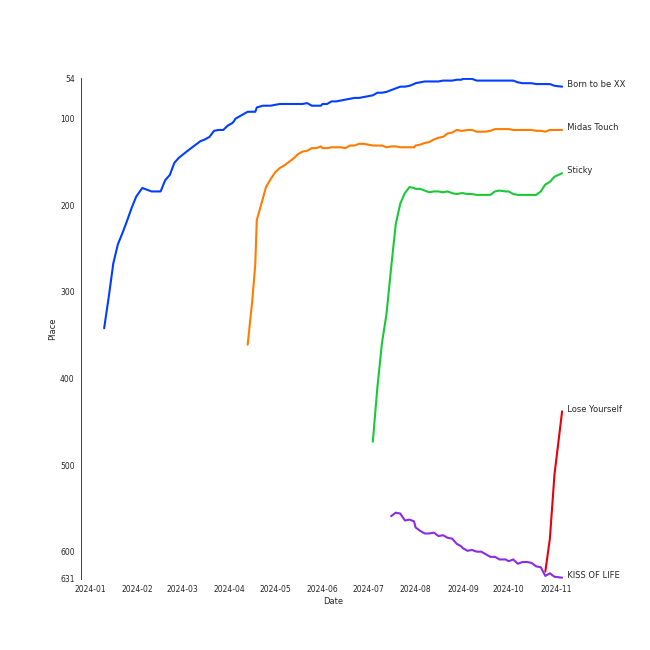 54
100
200
300
400
500
600
631
Place
2024-01 2024-02 2024-03 2024-04 2024-05 2024-06 2024-07 2024-08 2024-09 2024-10 2024-11
Date
Born to be XX
Midas Touch
Sticky
Lose Yourself
KISS OF LIFE